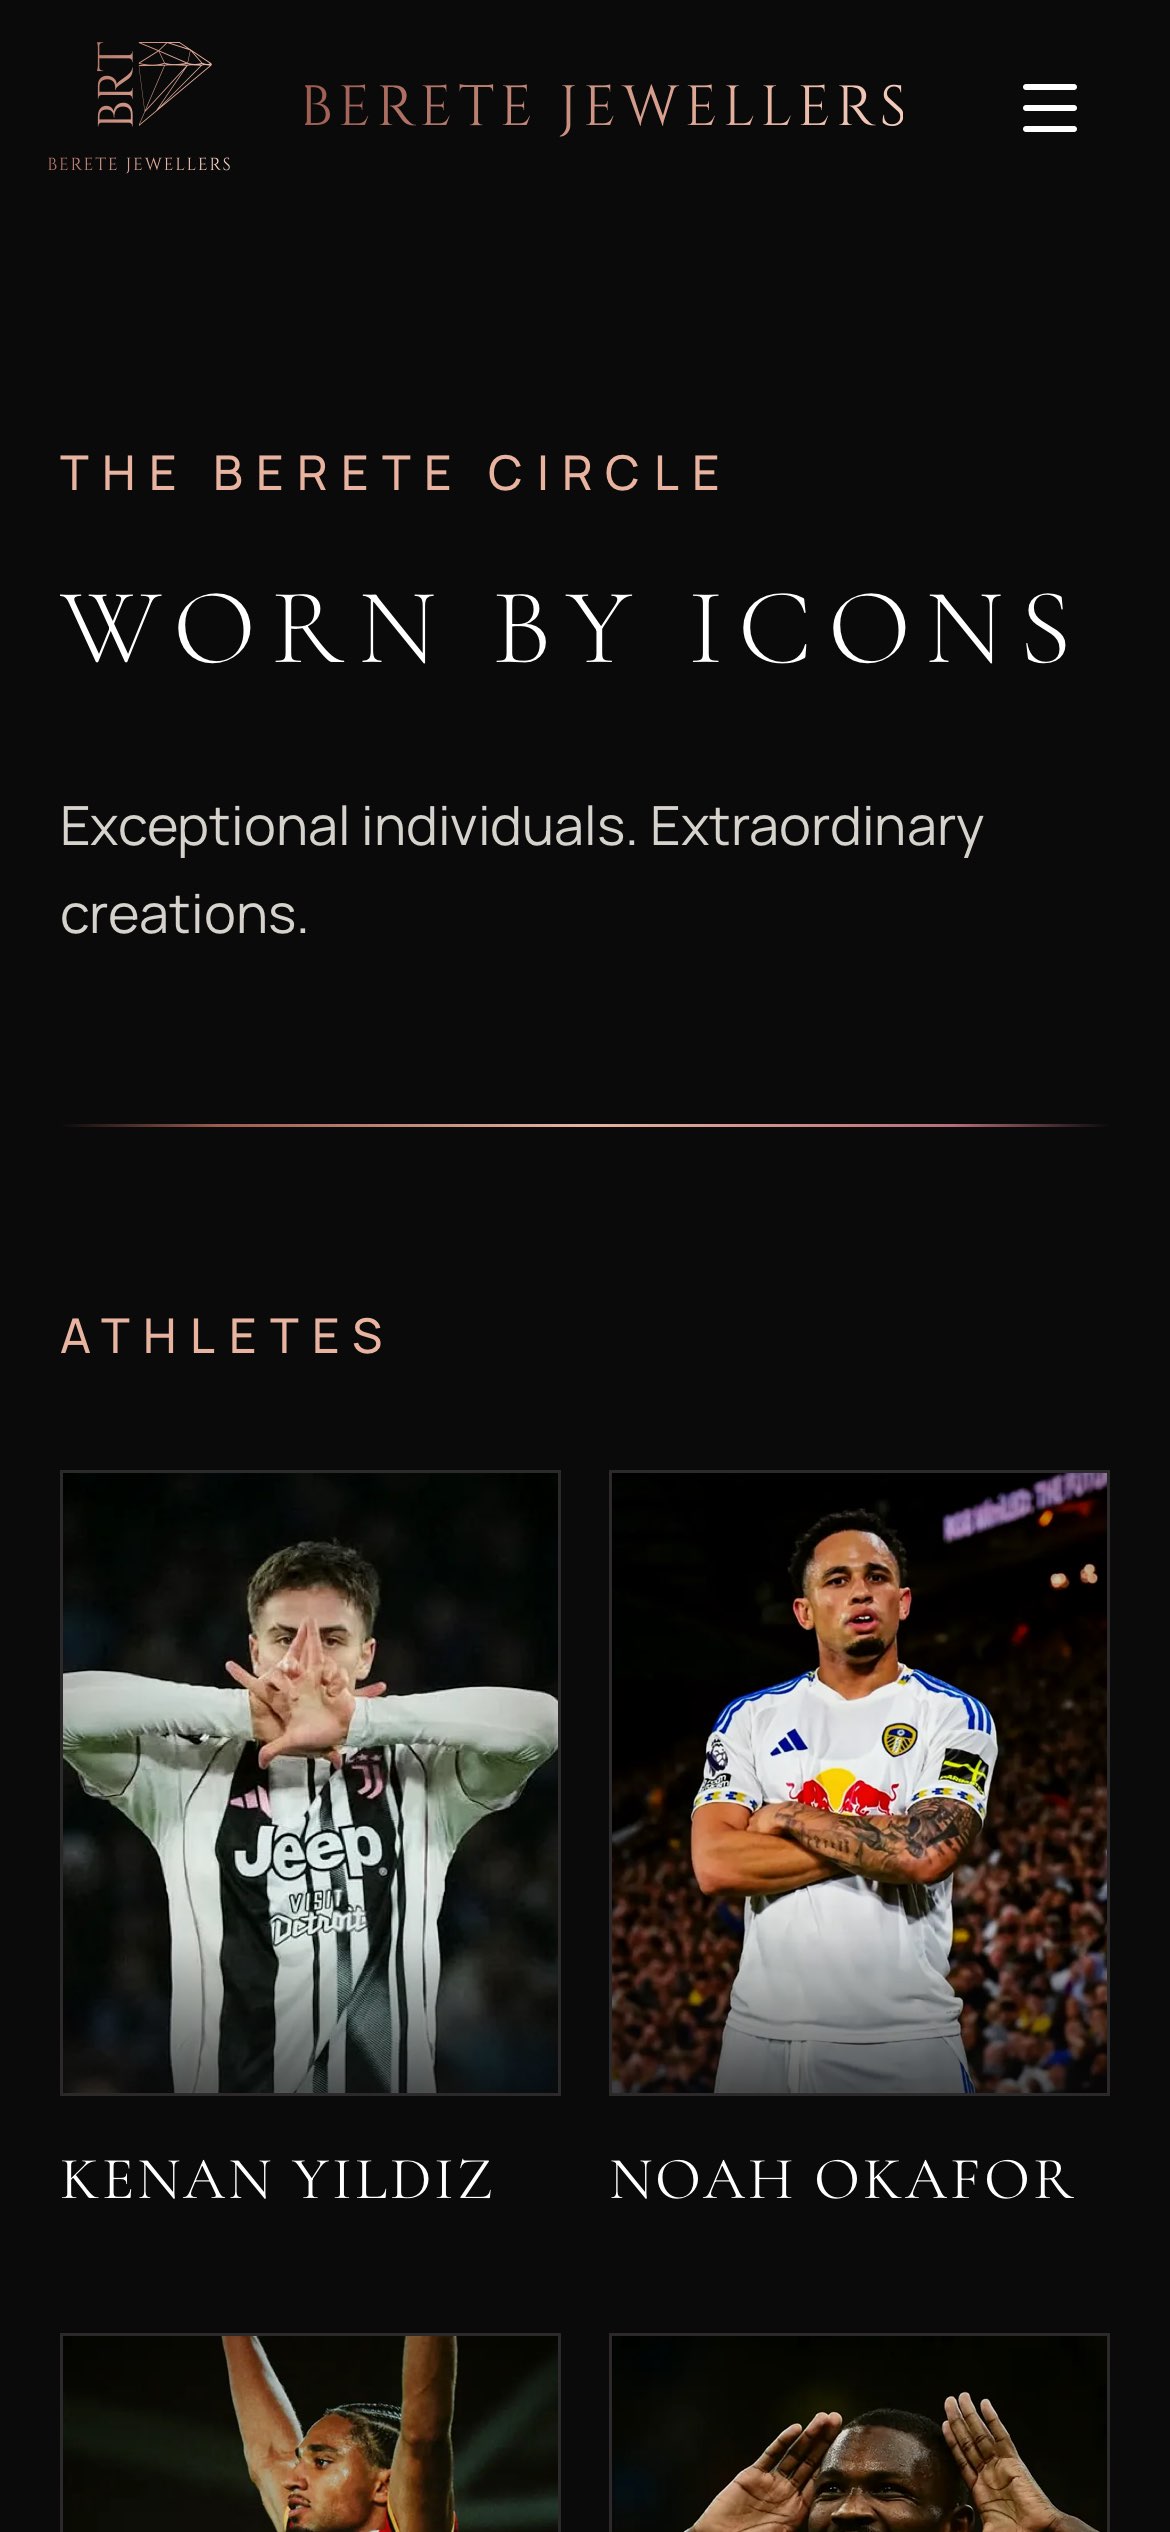 BRT
BERETE JEWELLERS
BERETE JEWELLERS
THE BERETE CIRCLE
WORN BY ICONS
Exceptional individuals. Extraordinary
creations.
ATHLETES
Jeep
VISIT
Detroit
KENAN YILDIZ
NOAH OKAFOR